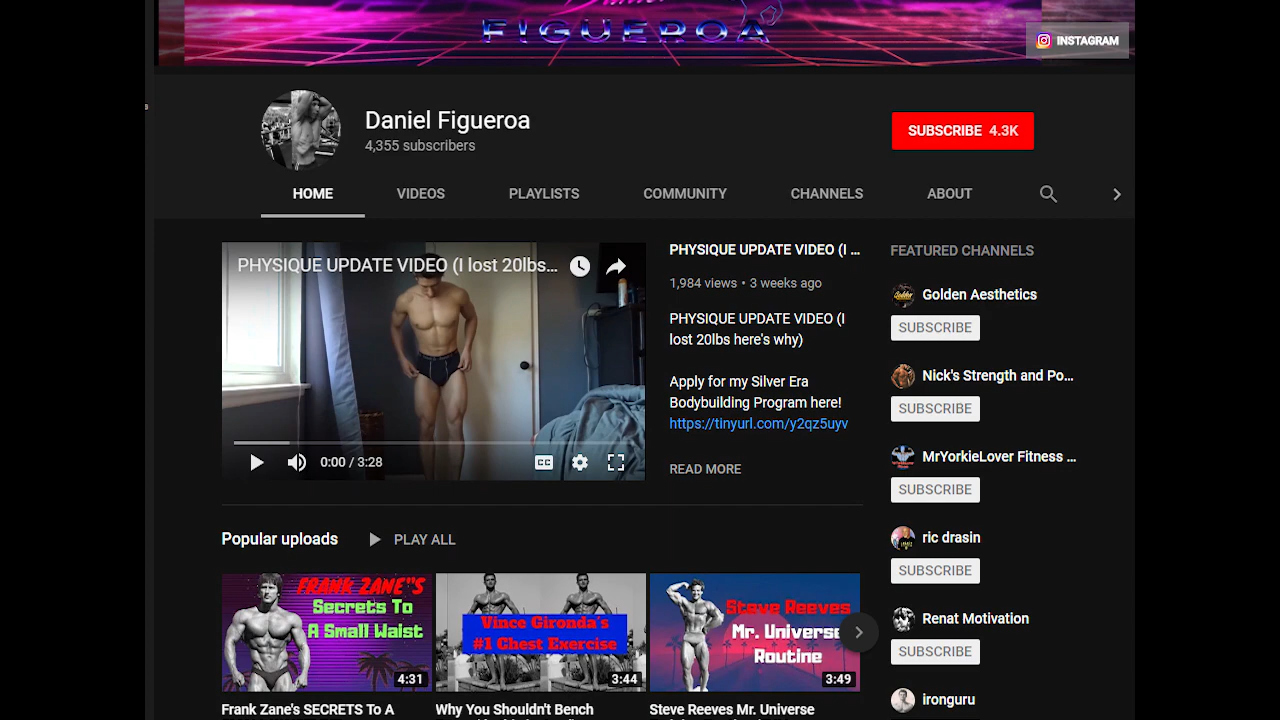 FIGUEROA
INSTAGRAM
Daniel Figueroa
4,355 subscribers
SUBSCRIBE 4.3K
HOME VIDEOS PLAYLISTS COMMUNITY CHANNELS ABOUT
PHYSIQUE UPDATE VIDEO (I lost 20lbs...
0:00 / 3:28
CC
PHYSIQUE UPDATE VIDEO (I ...
1,984 views • 3 weeks ago
PHYSIQUE UPDATE VIDEO (I
lost 20lbs here's why)
Apply for my Silver Era
Bodybuilding Program here!
https://tinyurl.com/y2qz5uyv
READ MORE
FEATURED CHANNELS
Golden Aesthetics
SUBSCRIBE
Nick's Strength and Po...
SUBSCRIBE
MrYorkieLover Fitness ...
SUBSCRIBE
ric drasin
SUBSCRIBE
Renat Motivation
SUBSCRIBE
ironguru
Popular uploads PLAY ALL
FRANK ZANE"S
Secrets To
A Small Waist
4:31
Vince Gironda's
#1 Chest Exercise
3:44
Steve Reeves
Mr. Universe
Routine
3:49
Frank Zane's SECRETS To A
Why You Shouldn't Bench
Steve Reeves Mr. Universe